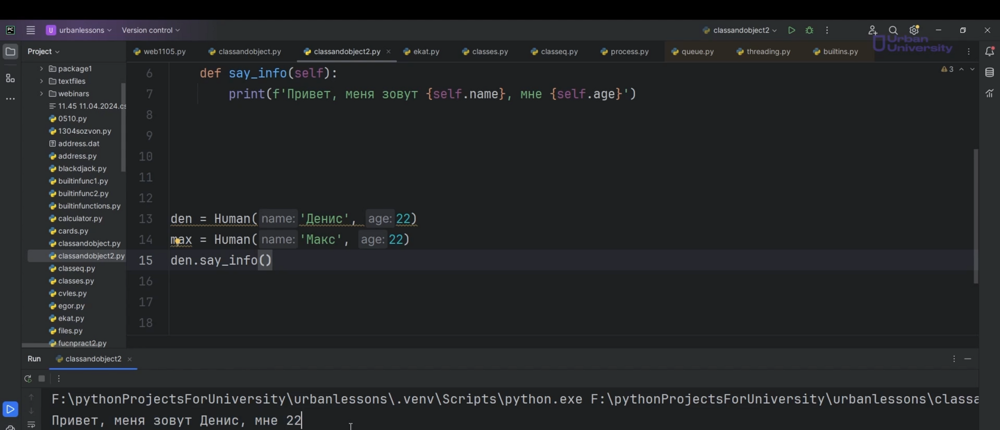 PC
U urbanlessons
Version control
classandobject2
Urban University
Project
web1105.py
classandobject.py
classandobject2.py
ekat.py
classes.py
classeq.py
process.py
queue.py
threading.py
builtins.py
package1
textfiles
webinars
11.45 11.04.2024.cs
0510.py
1304sozvon.py
address.dat
address.py
blackdjack.py
builtinfunc1.py
builtinfunc2.py
builtinfunctions.py
calculator.py
cards.py
classandobject.py
classandobject2.py
classeq.py
classes.py
cvles.py
egor.py
ekat.py
files.py
fucnpract2.py
3
6 def say_info(self):
7 print(f'Привет, меня зовут {self.name}, мне {self.age}')
8
9
10
11
12
13 den = Human( name: 'Денис', age: 22)
14 max = Human( name: 'Макс', age: 22)
15 den.say_info()
16
17
18
Run
classandobject2
F:\pythonProjectsForUniversity\urbanlessons\.venv\Scripts\python.exe F:\pythonProjectsForUniversity\urbanlessons\classa
Привет, меня зовут Денис, мне 22